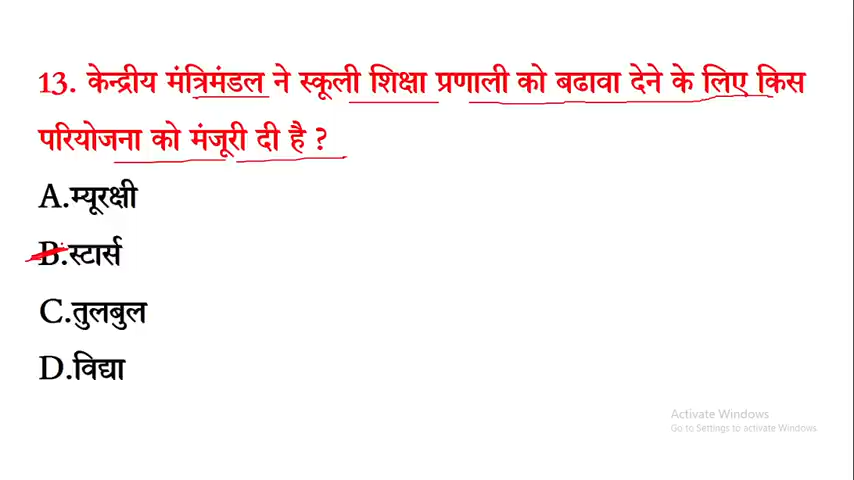 13. केन्द्रीय मंत्रिमंडल ने स्कूली शिक्षा प्रणाली को बढावा देने के लिए किस
परियोजना को मंजूरी दी है ?
A.म्यूरक्षी
B.स्टार्स
C.तुलबुल
D.विद्या
Activate Windows
Go to Settings to activate Windows.